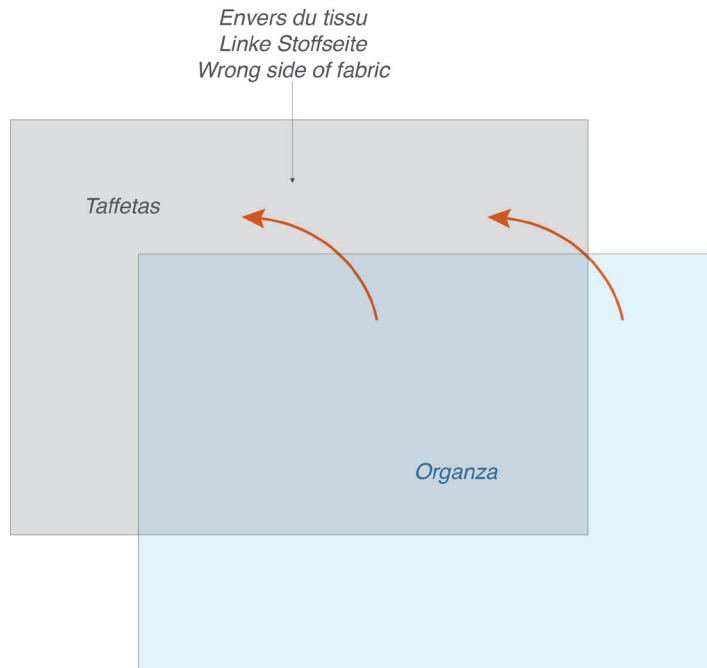 Envers du tissu
Linke Stoffseite
Wrong side of fabric
Taffetas
Organza